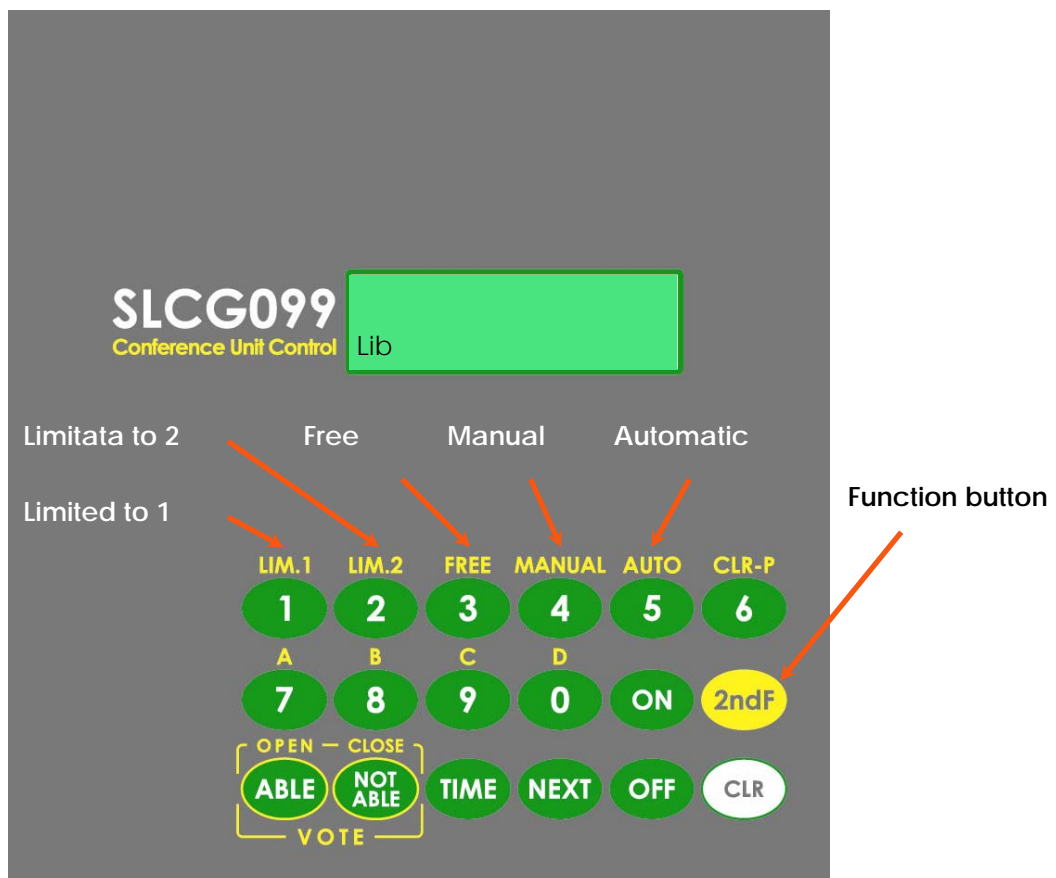 SLCG099
Conference Unit Control
Lib
Limitata to 2 Free Manual Automatic
Function button
Limited to 1
LIM.1 LIM.2 FREE MANUAL AUTO CLR-P
1 2 3 4 5 6
A B C D
7 8 9 0 ON 2ndF
OPEN — CLOSE
ABLE NOT ABLE TIME NEXT OFF CLR
VOTE